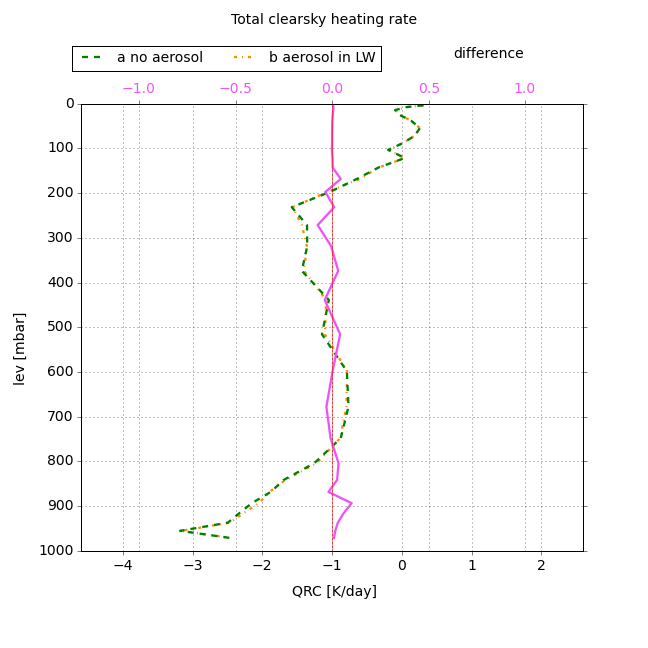 Total clearsky heating rate
a no aerosol b aerosol in LW difference
−1.0 −0.5 0.0 0.5 1.0
0
100
200
300
400
500
600
700
800
900
1000
lev [mbar]
−4 −3 −2 −1 0 1 2
QRC [K/day]